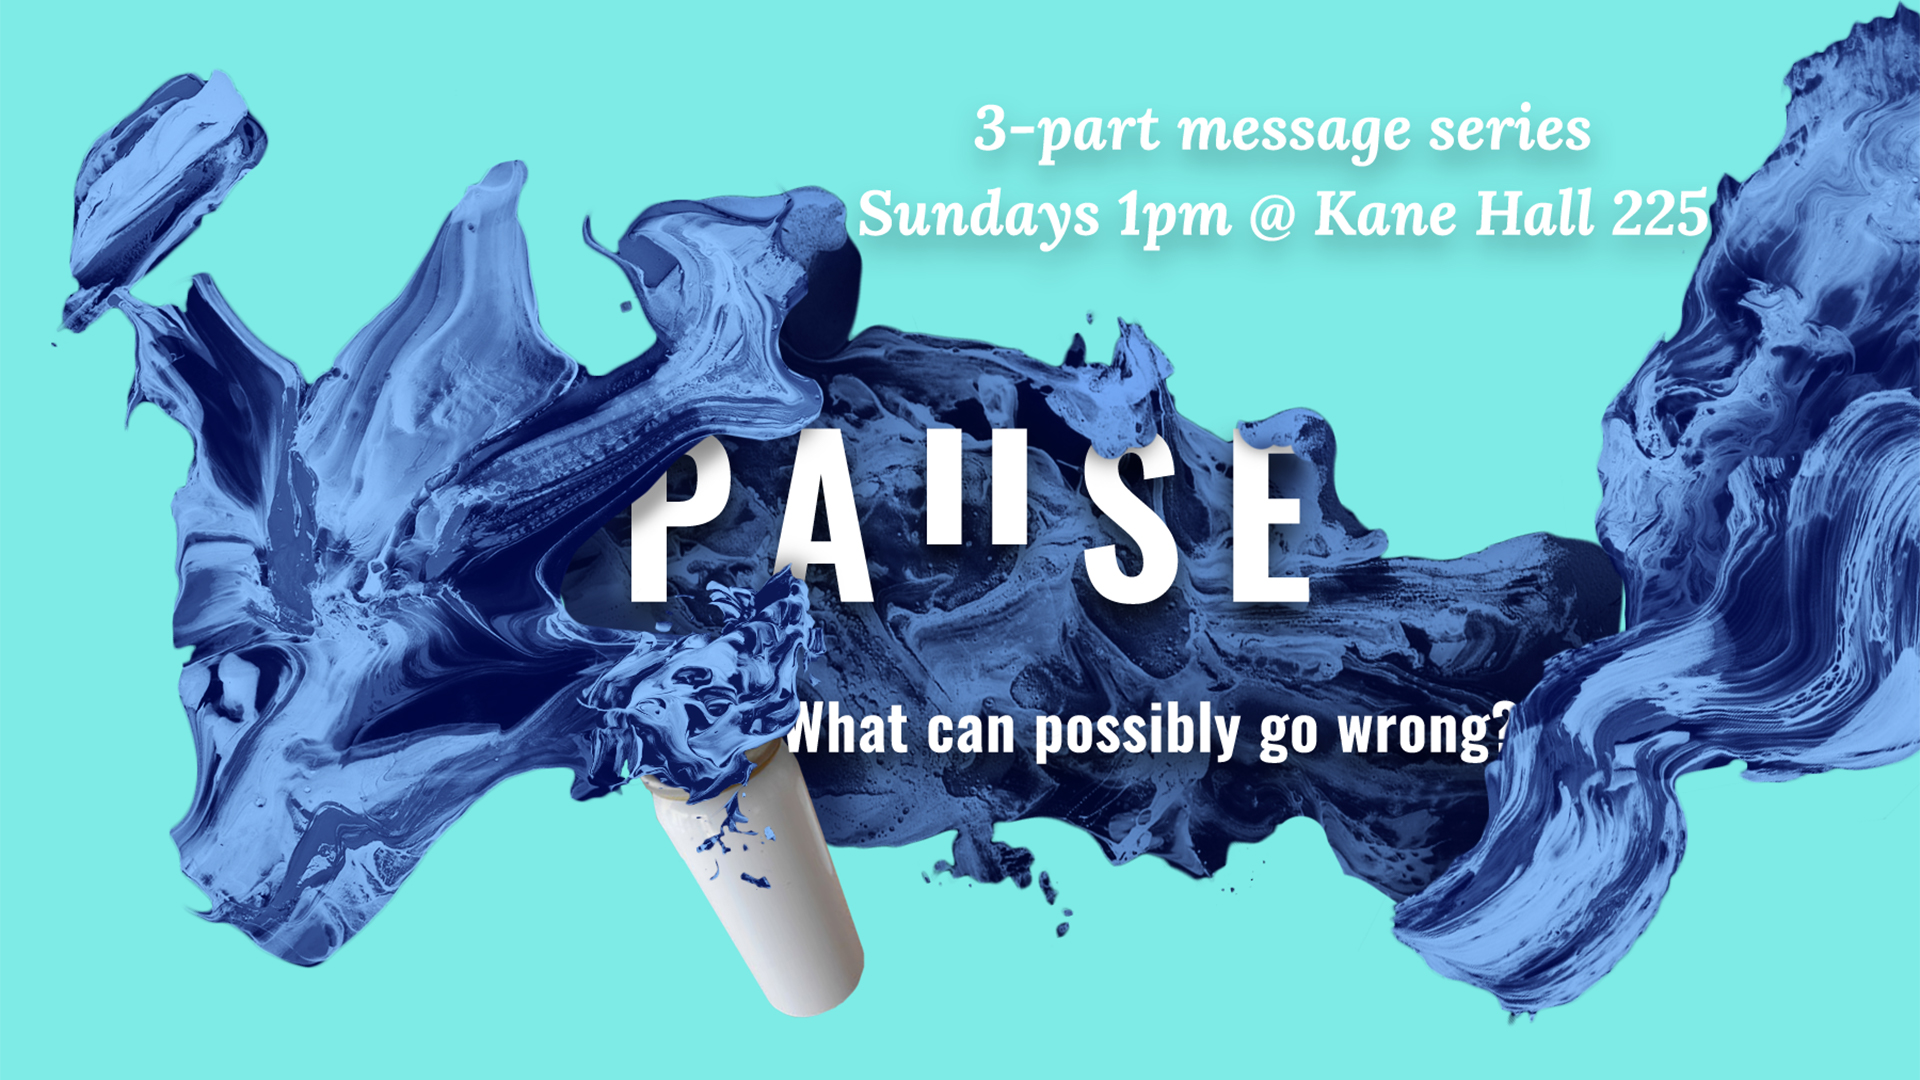 3-part message series
Sundays 1pm @ Kane Hall 225
PAUSE
What can possibly go wrong?